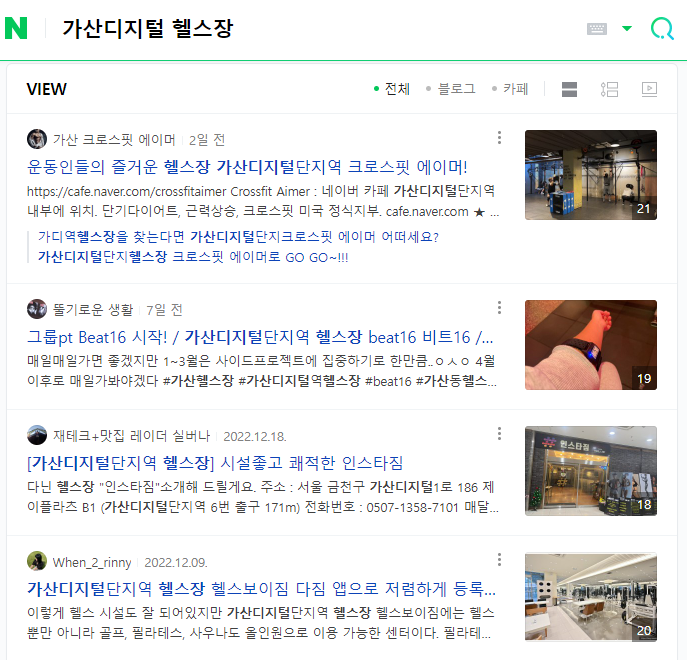 N 가산디지털 헬스장
VIEW 전체 블로그 카페
가산 크로스핏 에이머 2일 전
운동인들의 즐거운 헬스장 가산디지털단지역 크로스핏 에이머!
https://cafe.naver.com/crossfitaimer Crossfit Aimer : 네이버 카페 가산디지털단지역
내부에 위치. 단기다이어트, 근력상승, 크로스핏 미국 정식지부. cafe.naver.com ★ ...
21
가디역헬스장을 찾는다면 가산디지털단지크로스핏 에이머 어떠세요?
가산디지털단지헬스장 크로스핏 에이머로 GO GO~!!!
뚤기로운 생활 7일 전
그룹pt Beat16 시작! / 가산디지털단지역 헬스장 beat16 비트16 /...
매일매일가면 좋겠지만 1~3월은 사이드프로젝트에 집중하기로 한만큼..ㅇㅅㅇ 4월
이후로 매일가봐야겠다 #가산헬스장 #가산디지털역헬스장 #beat16 #가산동헬스...
19
재테크+맛집 레이더 실버나 2022.12.18.
[가산디지털단지역 헬스장] 시설좋고 쾌적한 인스타짐
다닌 헬스장 "인스타짐"소개해 드릴게요. 주소 : 서울 금천구 가산디지털1로 186 제
이플라츠 B1 (가산디지털단지역 6번 출구 171m) 전화번호 : 0507-1358-7101 매달...
# 인스타짐
18
When_2_rinny 2022.12.09.
가산디지털단지역 헬스장 헬스보이짐 다짐 앱으로 저렴하게 등록...
이렇게 헬스 시설도 잘 되어있지만 가산디지털단지역 헬스장 헬스보이짐에는 헬스
뿐만 아니라 골프, 필라테스, 사우나도 올인원으로 이용 가능한 센터이다. 필라테...
20